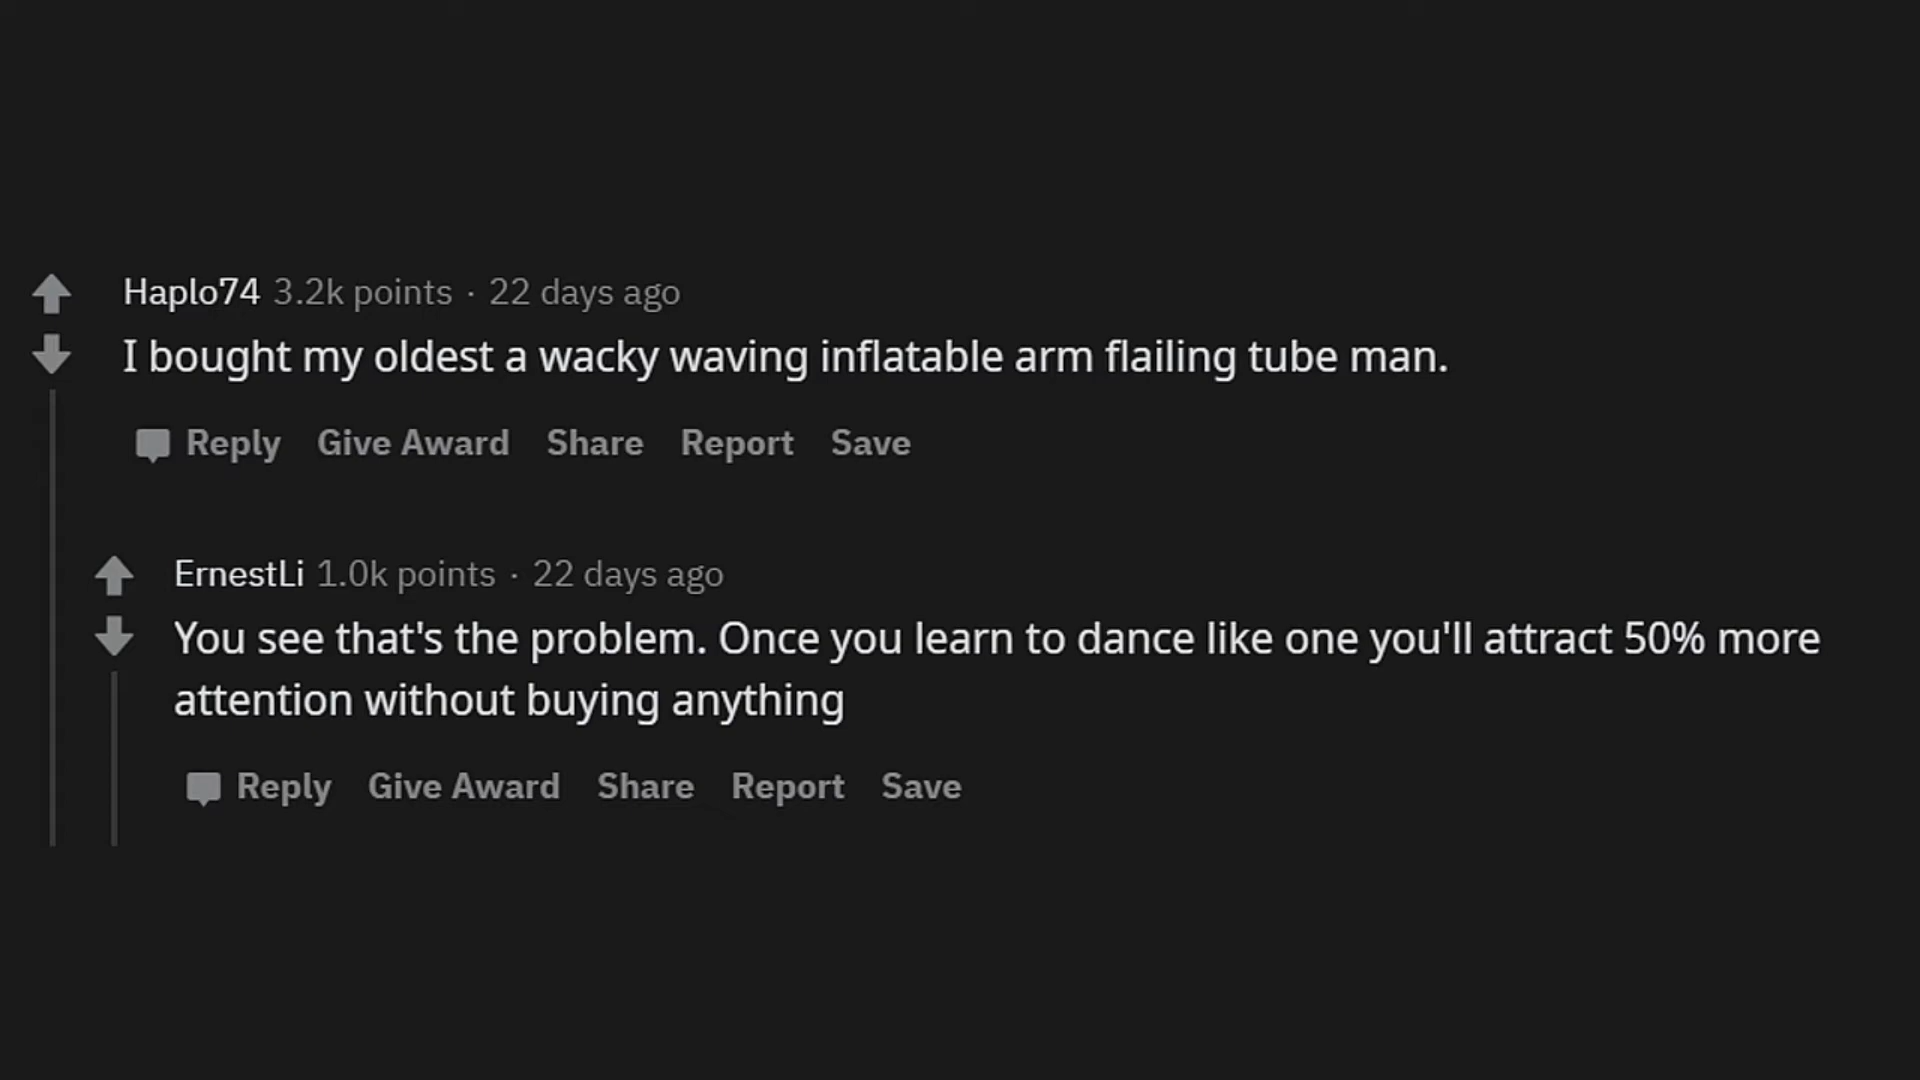 Haplo74 3.2k points · 22 days ago
I bought my oldest a wacky waving inflatable arm flailing tube man.
Reply Give Award Share Report Save
ErnestLi 1.0k points · 22 days ago
You see that's the problem. Once you learn to dance like one you'll attract 50% more
attention without buying anything
Reply Give Award Share Report Save